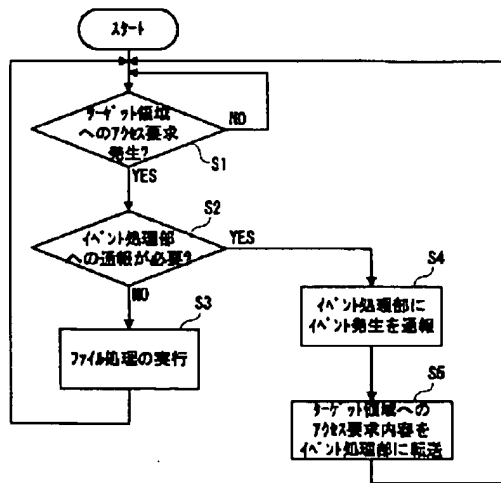 スタート
ターゲット領域
へのアクセス要求
発生?
NO
S1
YES
S2
イベント処理部
への通報が必要?
YES
NO
S3
ファイル処理の実行
S4
イベント処理部に
イベント発生を通報
S5
ターゲット領域への
アクセス要求内容を
イベント処理部に転送